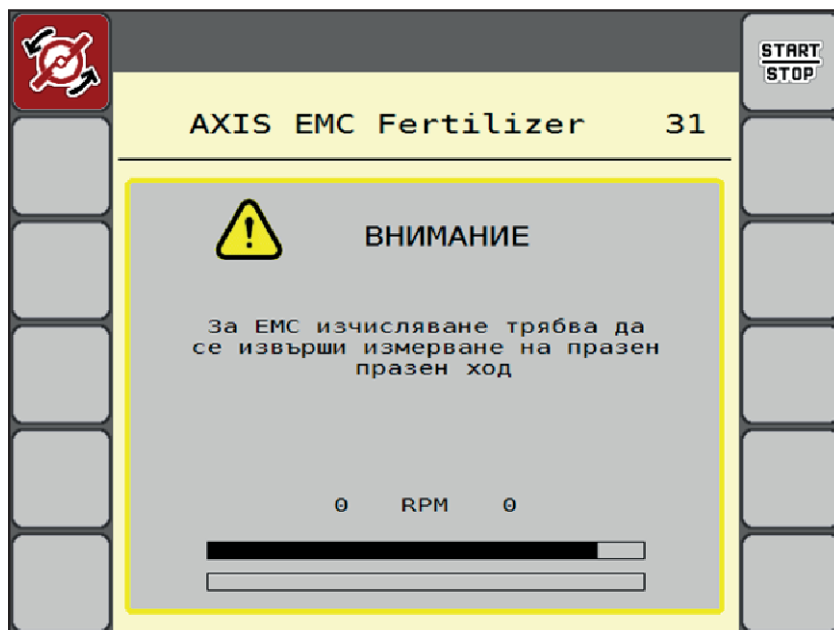 START
STOP
AXIS EMC Fertilizer 31
ВНИМАНИЕ
За EMC изчисляване трябва да
се извърши измерване на празен
празен ход
0 RPM 0